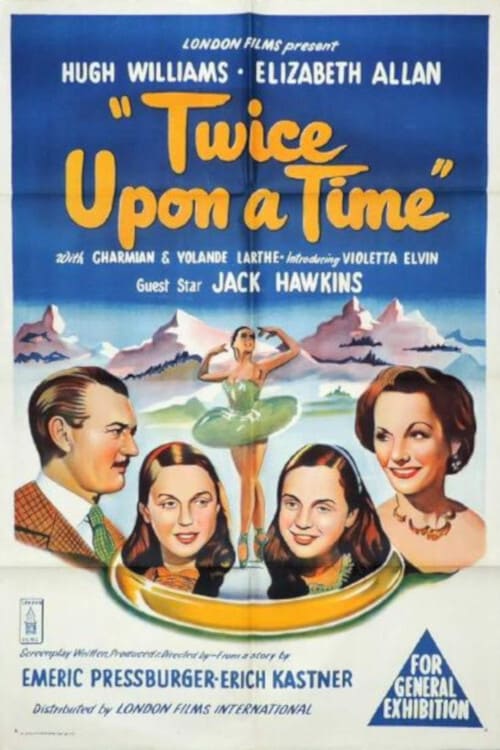 LONDON FILMS present
HUGH WILLIAMS · ELIZABETH ALLAN
"Twice
Upon a Time"
With CHARMIAN & YOLANDE LARTHE · Introducing VIOLETTA ELVIN
Guest Star JACK HAWKINS
LONDON
FILMS
Screenplay Written, Produced & Directed by - From a story by
EMERIC PRESSBURGER · ERICH KASTNER
Distributed by LONDON FILMS INTERNATIONAL
FOR
GENERAL
EXHIBITION